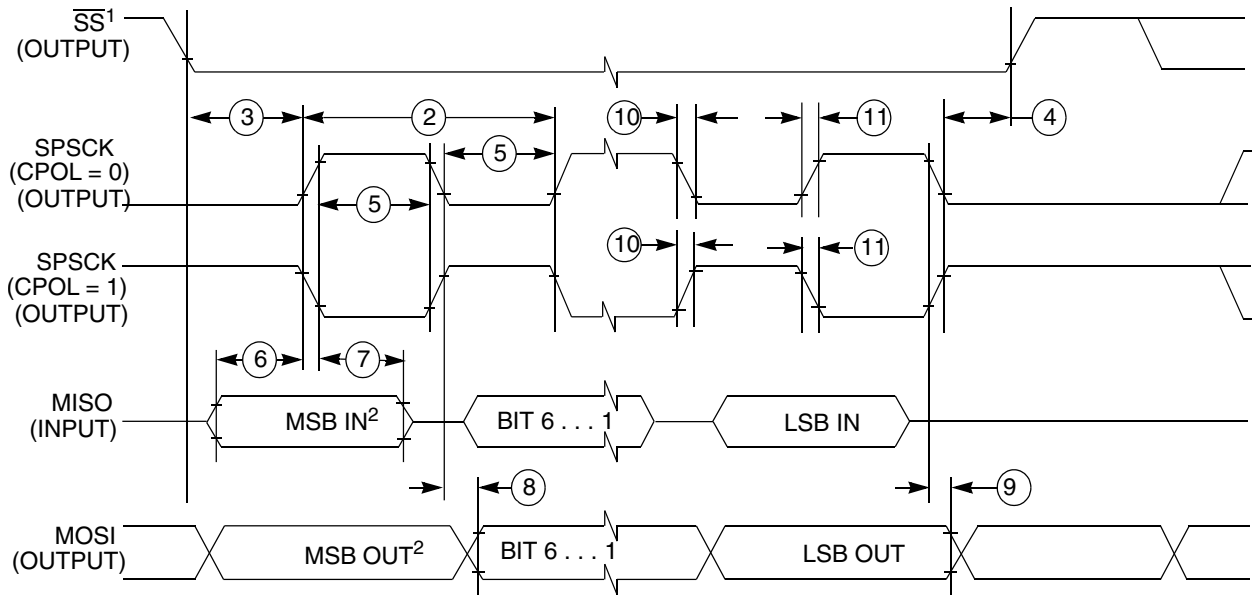 SS¹
(OUTPUT)
3
2
10
11
4
5
SPSCK
(CPOL = 0)
(OUTPUT)
5
10
11
SPSCK
(CPOL = 1)
(OUTPUT)
6
7
MISO
(INPUT)
MSB IN²
BIT 6 . . . 1
LSB IN
8
9
MOSI
(OUTPUT)
MSB OUT²
BIT 6 . . . 1
LSB OUT